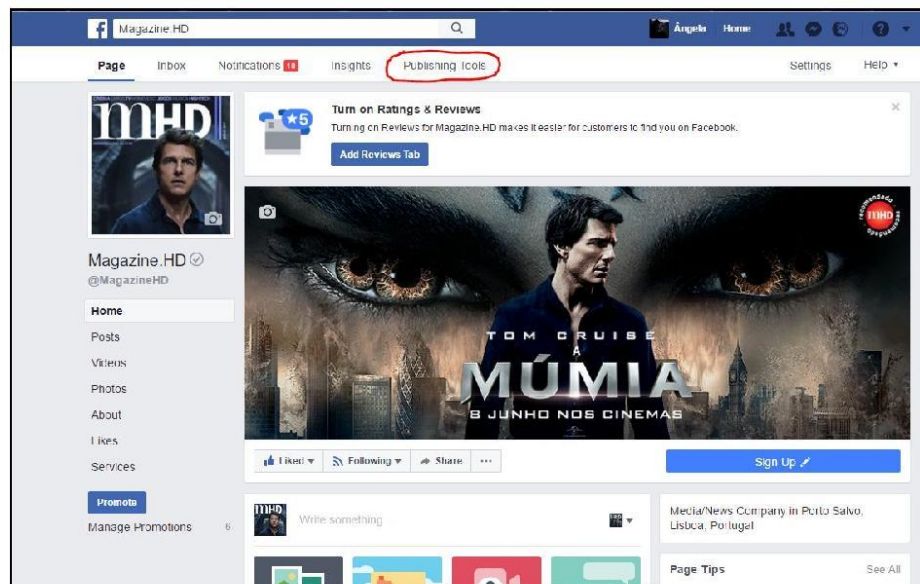 Magazine.HD
Ângela Home
Page Inbox Notifications 10 Insights Publishing Tools Settings Help
MHD
Turn on Ratings & Reviews
Turning on Reviews for Magazine.HD makes it easier for customers to find you on Facebook.
Add Reviews Tab
Magazine.HD
@MagazineHD
Home
Posts
Videos
Photos
About
Likes
Services
Promote
Manage Promotions 6
recomendado
MHD
TOM CRUISE
A
MÚMIA
8 JUNHO NOS CINEMAS
Liked Following Share ...
Sign Up
Write something
Media/News Company in Porto Salvo,
Lisboa, Portugal
Page Tips See All